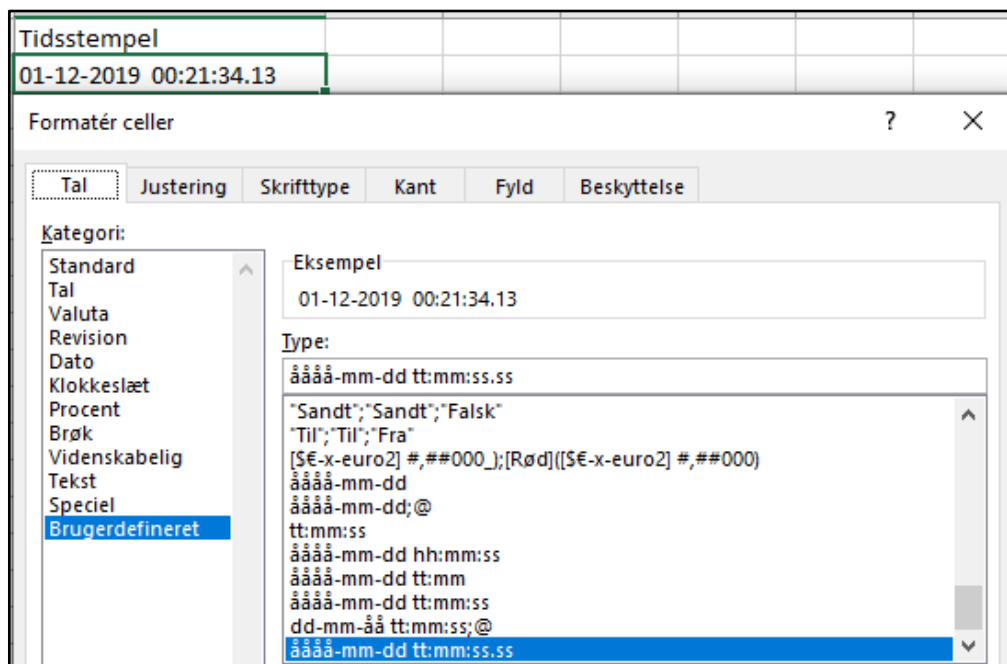 Tidsstempel
01-12-2019 00:21:34.13
Formatér celler ?
Tal Justering Skrifttype Kant Fyld Beskyttelse
Kategori:
Standard
Tal
Valuta
Revision
Dato
Klokkeslæt
Procent
Brøk
Videnskabelig
Tekst
Speciel
Brugerdefineret
Eksempel
01-12-2019 00:21:34.13
Type:
åååå-mm-dd tt:mm:ss.ss
"Sandt";"Sandt";"Falsk"
"Til";"Til";"Fra"
[$€-x-euro2] #,##000_);[Rød]([$€-x-euro2] #,##000)
åååå-mm-dd
åååå-mm-dd;@
tt:mm:ss
åååå-mm-dd hh:mm:ss
åååå-mm-dd tt:mm
åååå-mm-dd tt:mm:ss
dd-mm-åå tt:mm:ss;@
åååå-mm-dd tt:mm:ss.ss